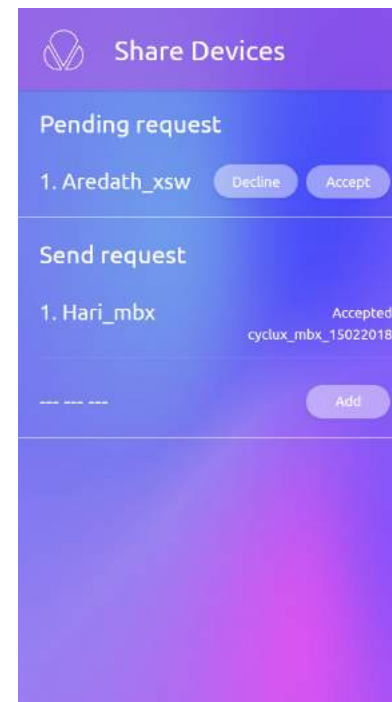 Share Devices
Pending request
1. Aredath_xsw Decline Accept
Send request
1. Hari_mbx Accepted
cyclux_mbx_15022018
--- --- --- Add